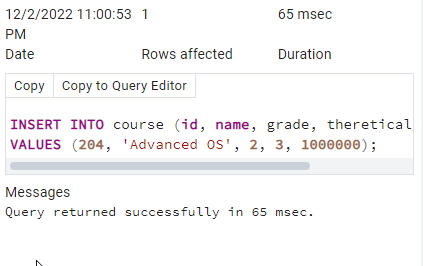 12/2/2022 11:00:53 PM 1 65 msec
Date Rows affected Duration
Copy Copy to Query Editor
INSERT INTO course (id, name, grade, theretical
VALUES (204, 'Advanced OS', 2, 3, 1000000);
Messages
Query returned successfully in 65 msec.